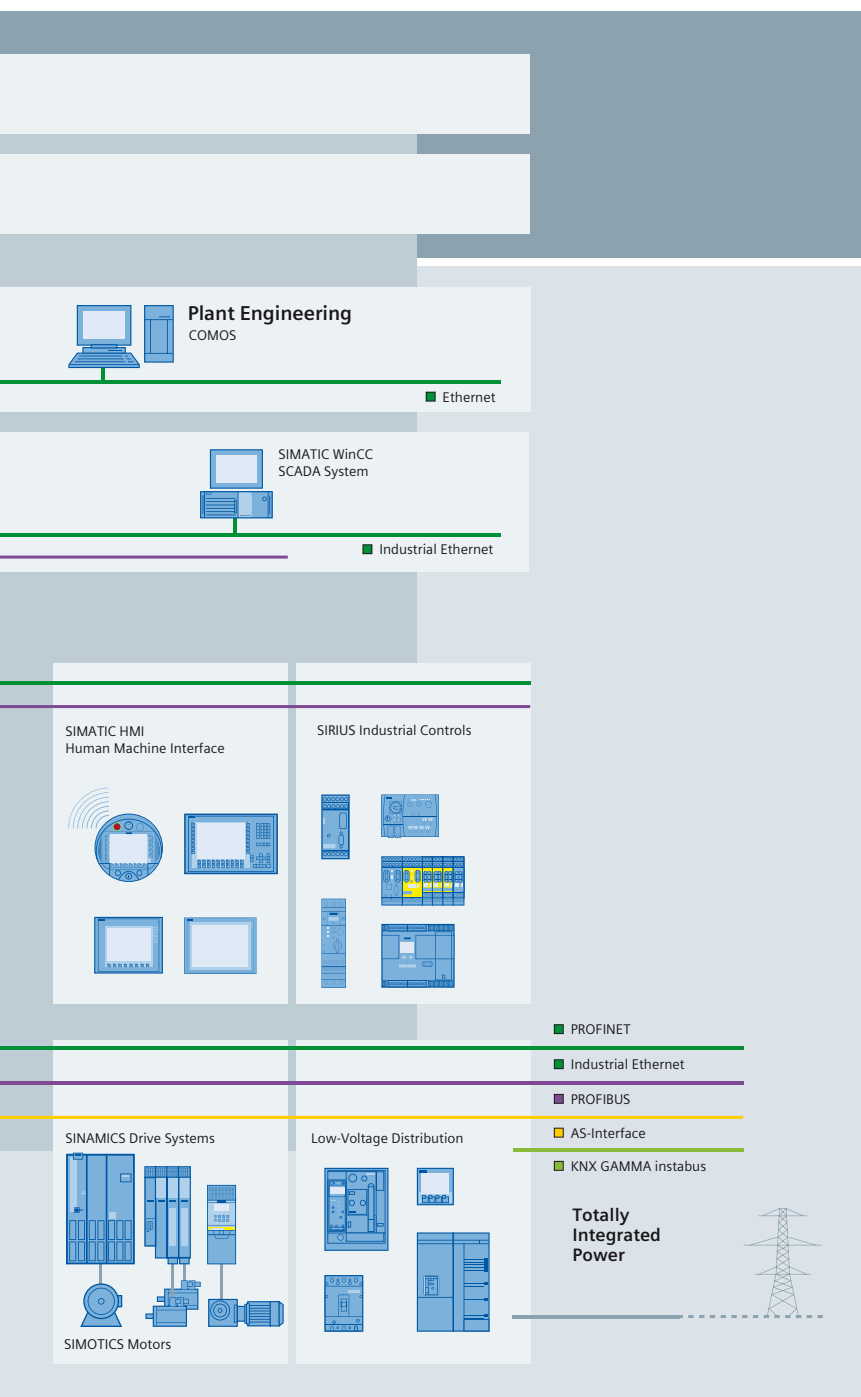 Plant Engineering
COMOS
Ethernet
SIMATIC WinCC
SCADA System
Industrial Ethernet
SIMATIC HMI
Human Machine Interface
SIRIUS Industrial Controls
PROFINET
Industrial Ethernet
PROFIBUS
AS-Interface
KNX GAMMA instabus
SINAMICS Drive Systems
Low-Voltage Distribution
Totally
Integrated
Power
SIMOTICS Motors